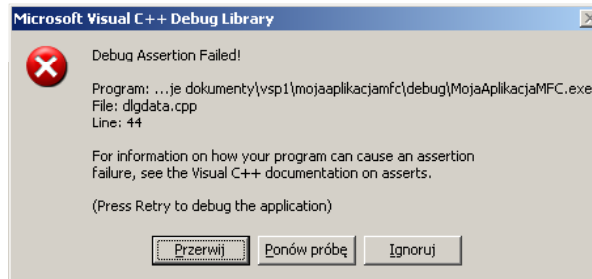 Microsoft Visual C++ Debug Library
Debug Assertion Failed!
Program: ...je dokumenty\vsp1\mojaaplikacjamfc\debug\MojaAplikacjaMFC.exe
File: dlgdata.cpp
Line: 44
For information on how your program can cause an assertion
failure, see the Visual C++ documentation on asserts.
(Press Retry to debug the application)
Przerwij Ponów próbę Ignoruj